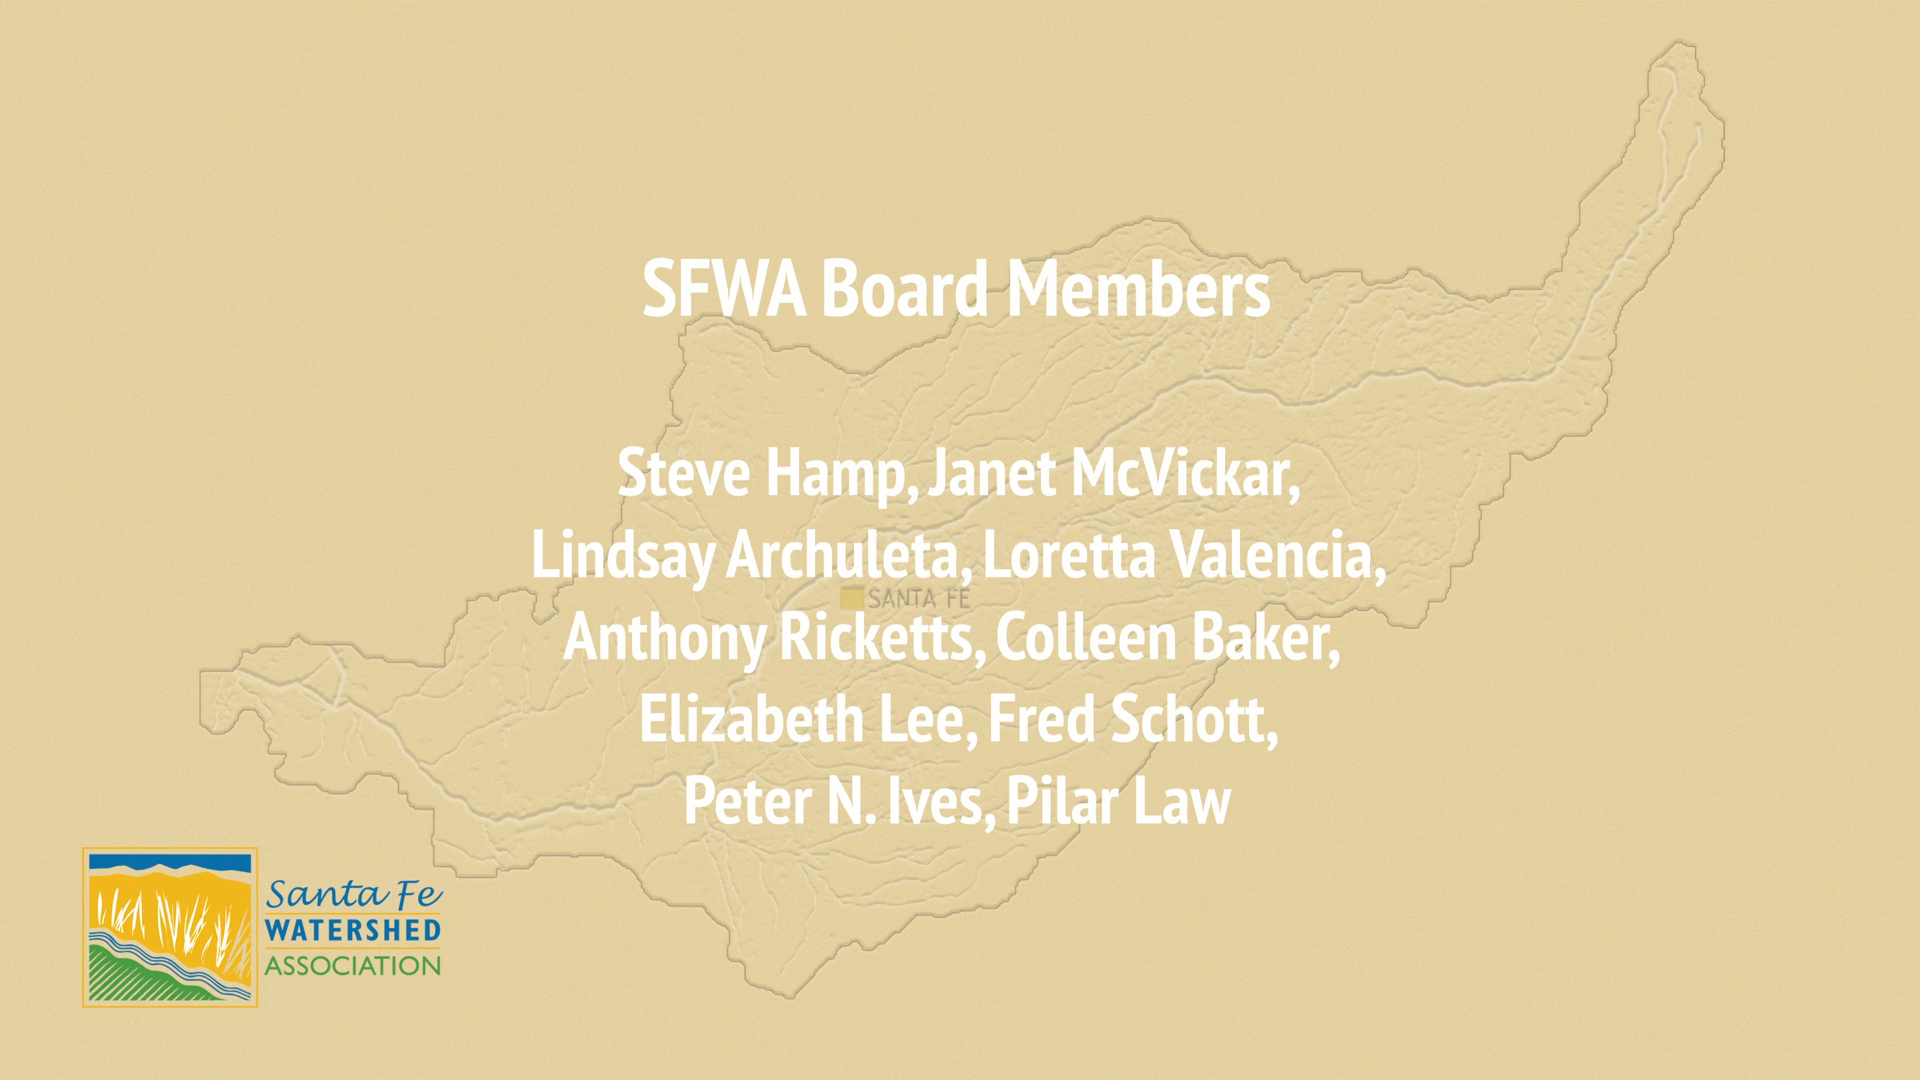 SFWA Board Members
Steve Hamp, Janet McVickar,
Lindsay Archuleta, Loretta Valencia,
SANTA FE
Anthony Ricketts, Colleen Baker,
Elizabeth Lee, Fred Schott,
Peter N. Ives, Pilar Law
Santa Fe
WATERSHED
ASSOCIATION